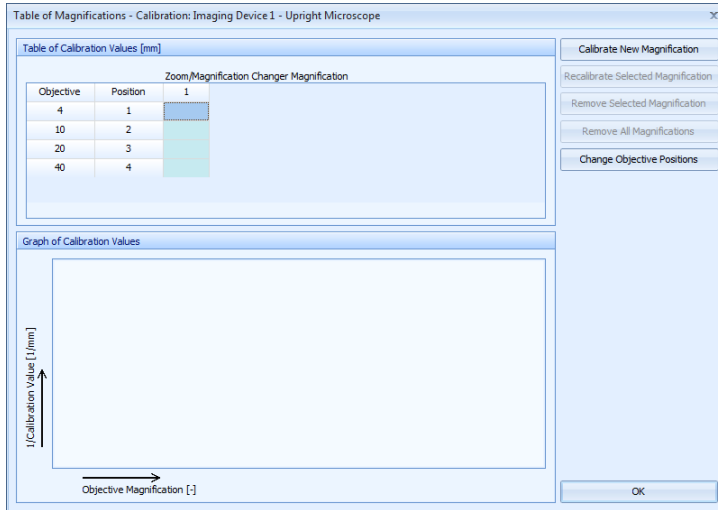 Table of Magnifications - Calibration: Imaging Device 1 - Upright Microscope x
Table of Calibration Values [mm]
Zoom/Magnification Changer Magnification
Objective Position 1
4 1
10 2
20 3
40 4
Calibrate New Magnification
Recalibrate Selected Magnification
Remove Selected Magnification
Remove All Magnifications
Change Objective Positions
Graph of Calibration Values
1/Calibration Value [1/mm]
Objective Magnification [-]
OK